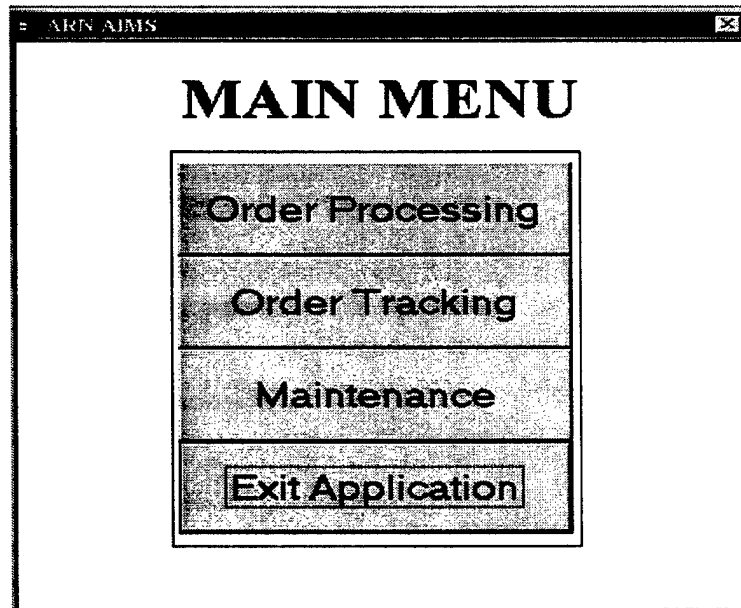 ARN AIMS
MAIN MENU
Order Processing
Order Tracking
Maintenance
Exit Application